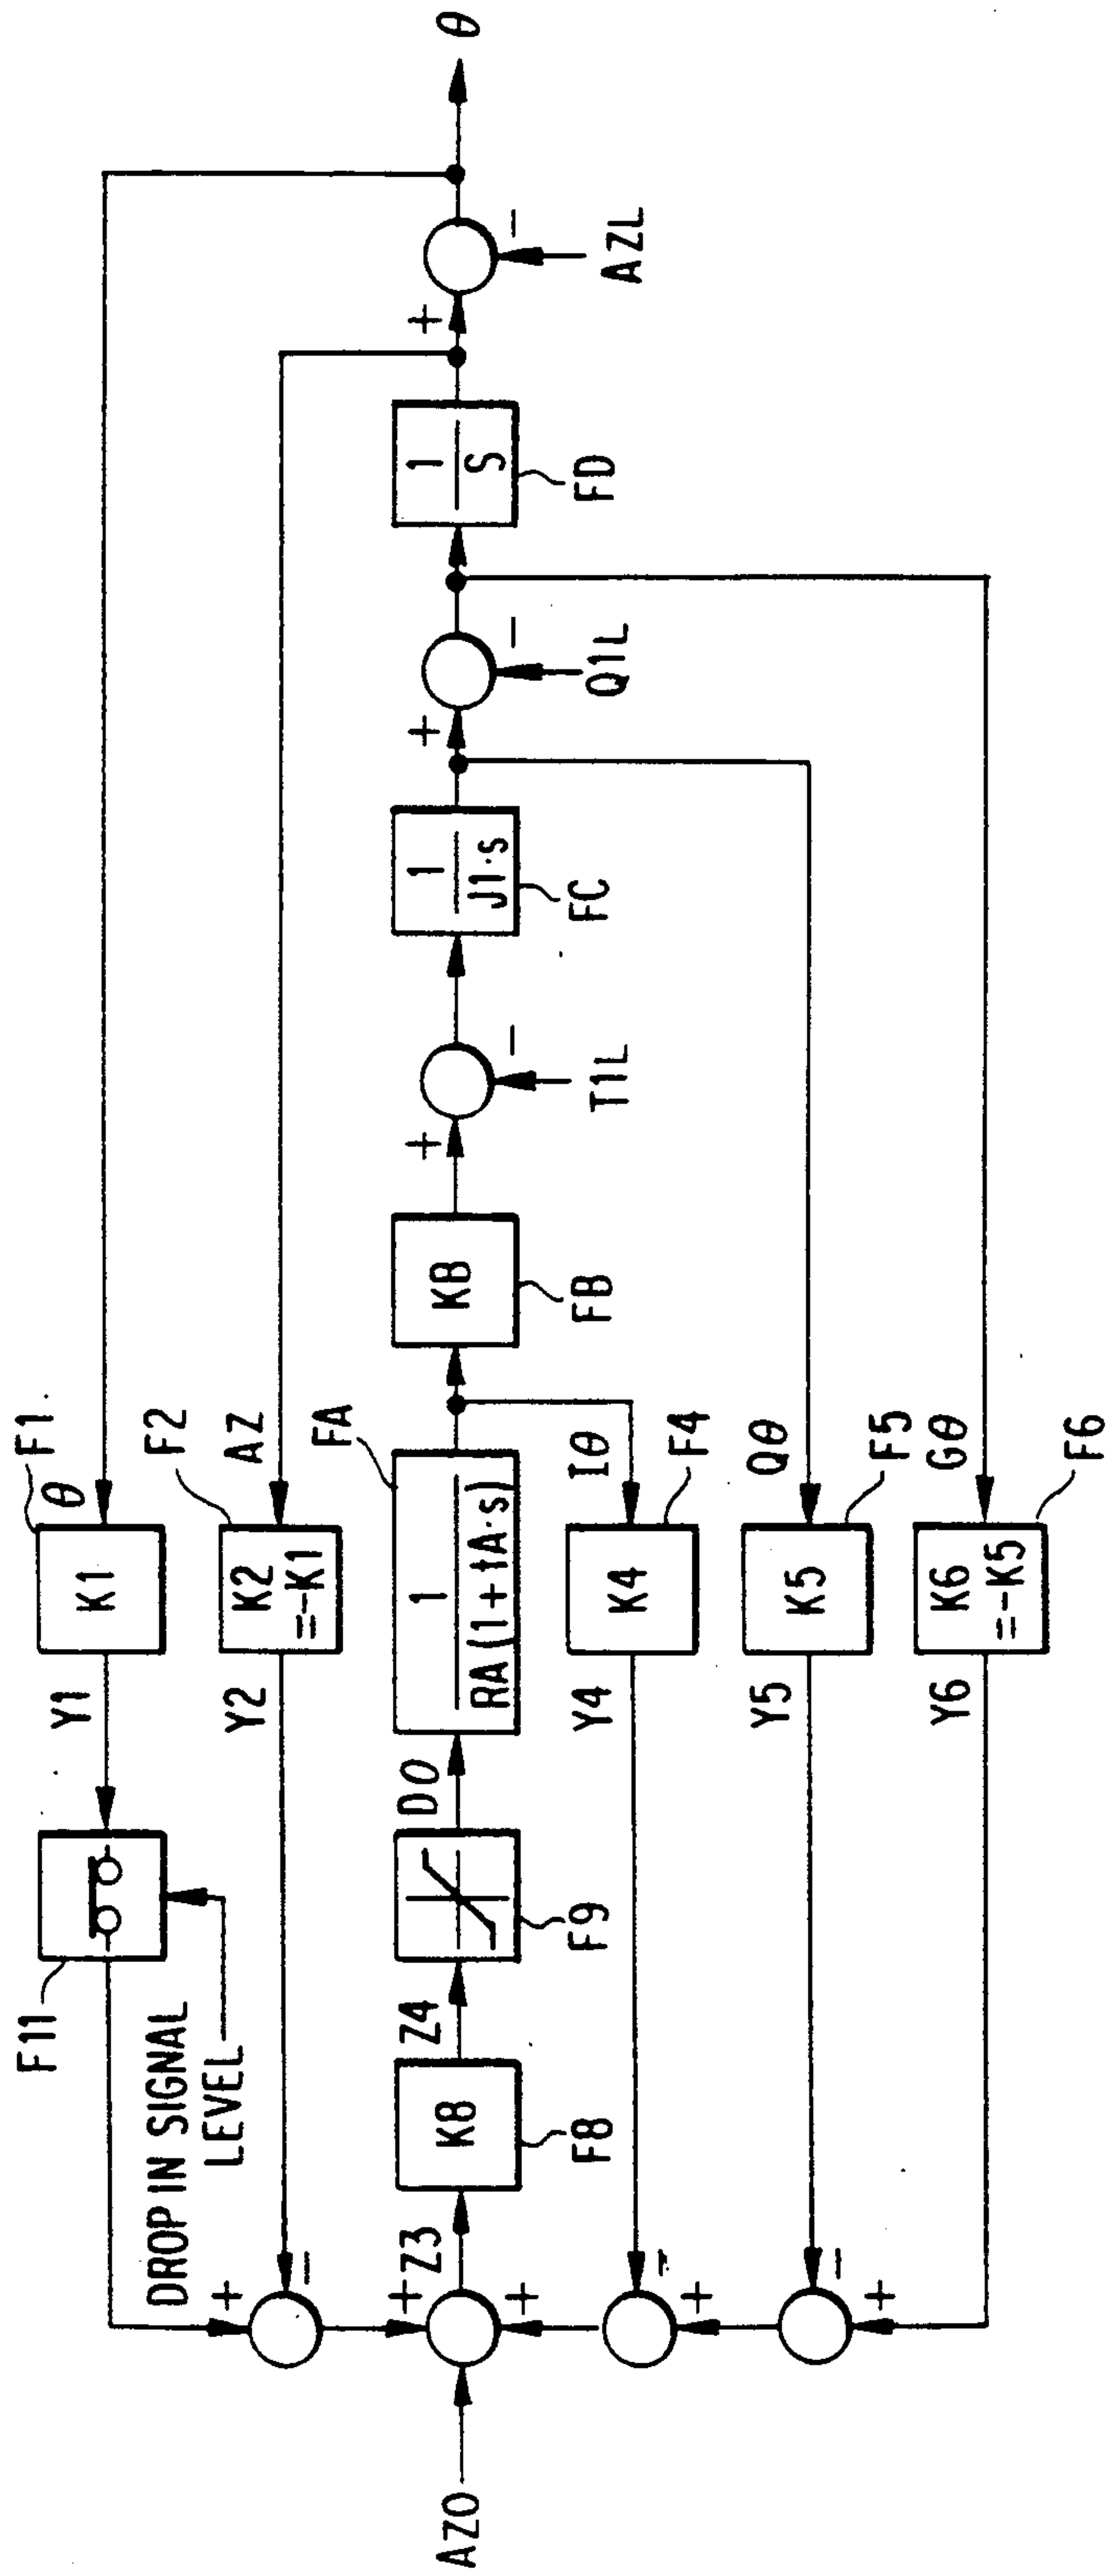 F1
θ
K1
Y1
F11
DROP IN SIGNAL
LEVEL
F2
AZ
K2
=-K1
Y2
AZO
+
-
+
+
Z3
K8
F8
Z4
F9
DO
FA
1
RA(1+tA·s)
KB
FB
+
-
T1L
1
J1·s
FC
+
-
Q1L
1
S
FD
+
-
AZL
θ
Iθ
K4
F4
Y4
-
+
Qθ
K5
F5
Y5
-
+
Gθ
K6
=-K5
F6
Y6